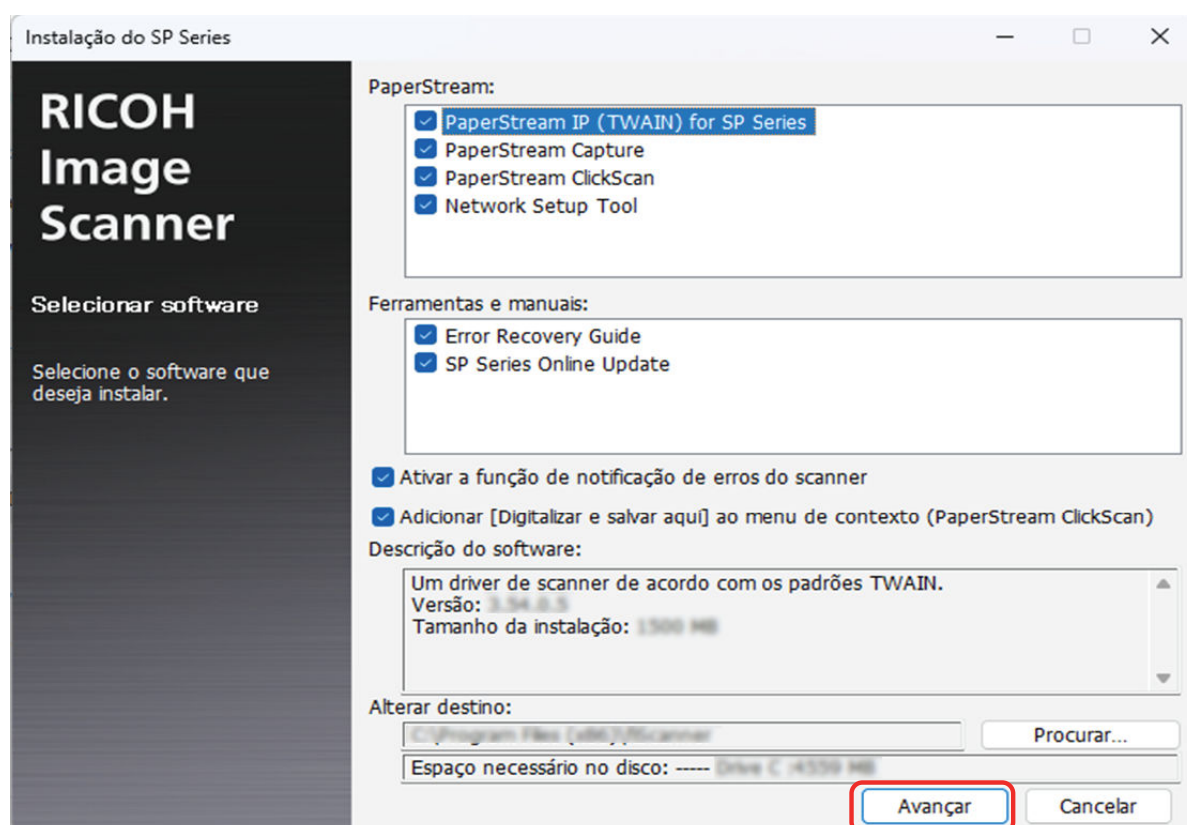 Instalação do SP Series
RICOH
Image
Scanner
Selecionar software
Selecione o software que
deseja instalar.
PaperStream:
PaperStream IP (TWAIN) for SP Series
PaperStream Capture
PaperStream ClickScan
Network Setup Tool
Ferramentas e manuais:
Error Recovery Guide
SP Series Online Update
Ativar a função de notificação de erros do scanner
Adicionar [Digitalizar e salvar aqui] ao menu de contexto (PaperStream ClickScan)
Descrição do software:
Um driver de scanner de acordo com os padrões TWAIN.
Versão:
Tamanho da instalação:
Alterar destino:
Procurar...
Espaço necessário no disco: -----
Avançar
Cancelar